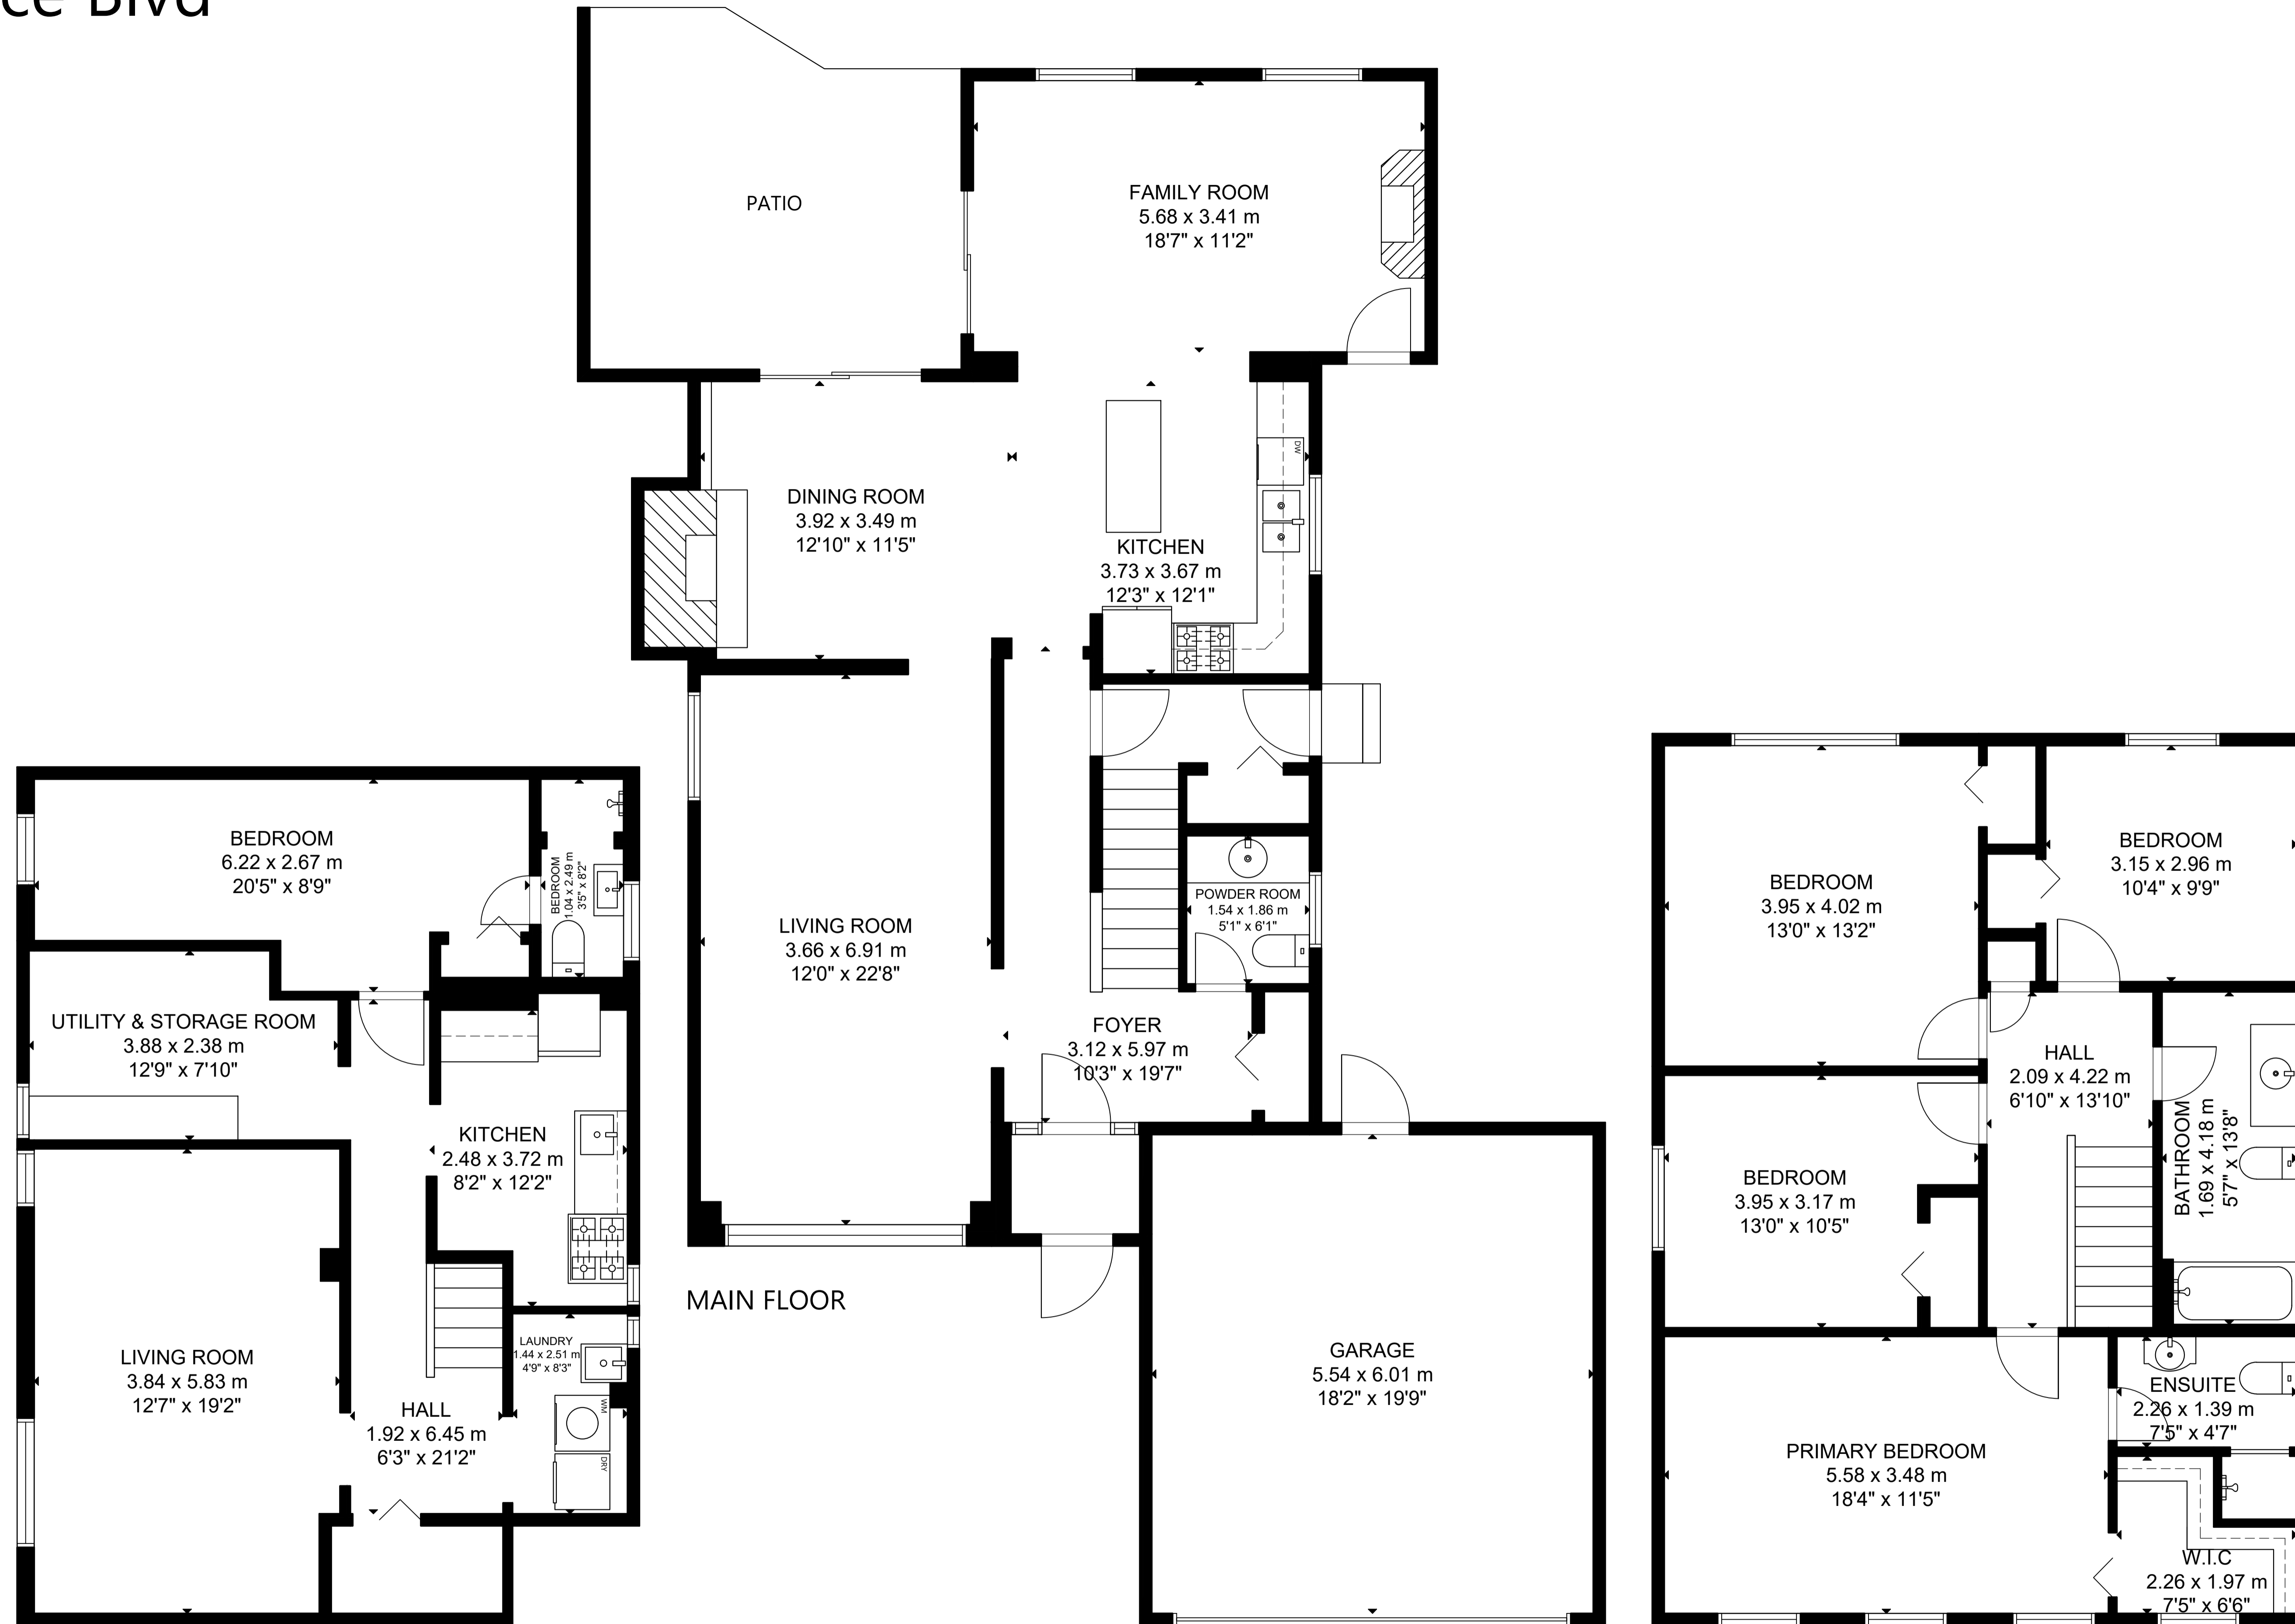 ce Blvd
PATIO
FAMILY ROOM
5.68 x 3.41 m
18'7" x 11'2"
DINING ROOM
3.92 x 3.49 m
12'10" x 11'5"
DW
KITCHEN
3.73 x 3.67 m
12'3" x 12'1"
LIVING ROOM
3.66 x 6.91 m
12'0" x 22'8"
POWDER ROOM
1.54 x 1.86 m
5'1" x 6'1"
FOYER
3.12 x 5.97 m
10'3" x 19'7"
GARAGE
5.54 x 6.01 m
18'2" x 19'9"
MAIN FLOOR
BEDROOM
6.22 x 2.67 m
20'5" x 8'9"
BEDROOM
1.04 x 2.49 m
3'5" x 8'2"
UTILITY & STORAGE ROOM
3.88 x 2.38 m
12'9" x 7'10"
KITCHEN
2.48 x 3.72 m
8'2" x 12'2"
LIVING ROOM
3.84 x 5.83 m
12'7" x 19'2"
LAUNDRY
1.44 x 2.51 m
4'9" x 8'3"
WM
DRY
HALL
1.92 x 6.45 m
6'3" x 21'2"
BEDROOM
3.95 x 4.02 m
13'0" x 13'2"
BEDROOM
3.15 x 2.96 m
10'4" x 9'9"
HALL
2.09 x 4.22 m
6'10" x 13'10"
BATHROOM
1.69 x 4.18 m
5'7" x 13'8"
BEDROOM
3.95 x 3.17 m
13'0" x 10'5"
ENSUITE
2.26 x 1.39 m
7'5" x 4'7"
PRIMARY BEDROOM
5.58 x 3.48 m
18'4" x 11'5"
W.I.C
2.26 x 1.97 m
7'5" x 6'6"